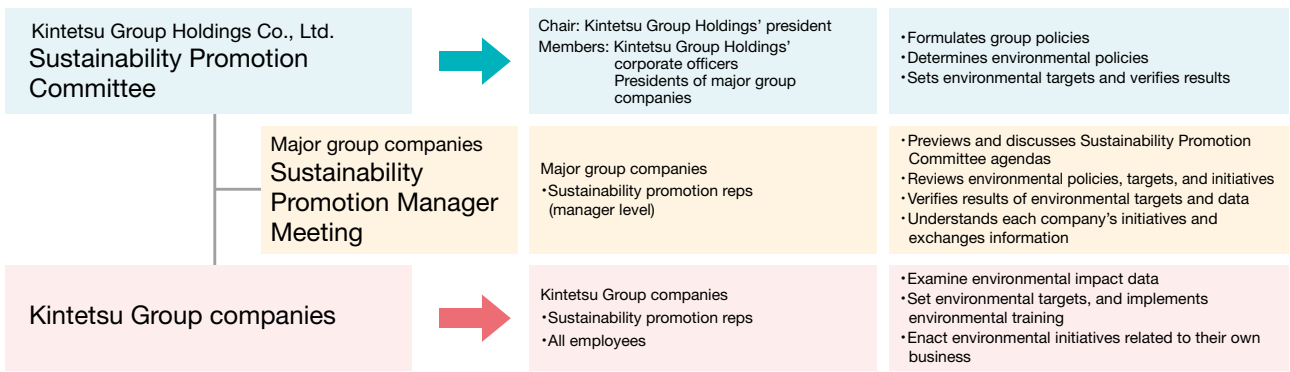 Kintetsu Group Holdings Co., Ltd.
Sustainability Promotion
Committee
Chair: Kintetsu Group Holdings' president
Members: Kintetsu Group Holdings'
corporate officers
Presidents of major group
companies
・Formulates group policies
・Determines environmental policies
・Sets environmental targets and verifies results
Major group companies
Sustainability
Promotion Manager
Meeting
Major group companies
・Sustainability promotion reps
(manager level)
・Previews and discusses Sustainability Promotion
Committee agendas
・Reviews environmental policies, targets, and initiatives
・Verifies results of environmental targets and data
・Understands each company's initiatives and
exchanges information
Kintetsu Group companies
Kintetsu Group companies
・Sustainability promotion reps
・All employees
・Examine environmental impact data
・Set environmental targets, and implements
environmental training
・Enact environmental initiatives related to their own
business